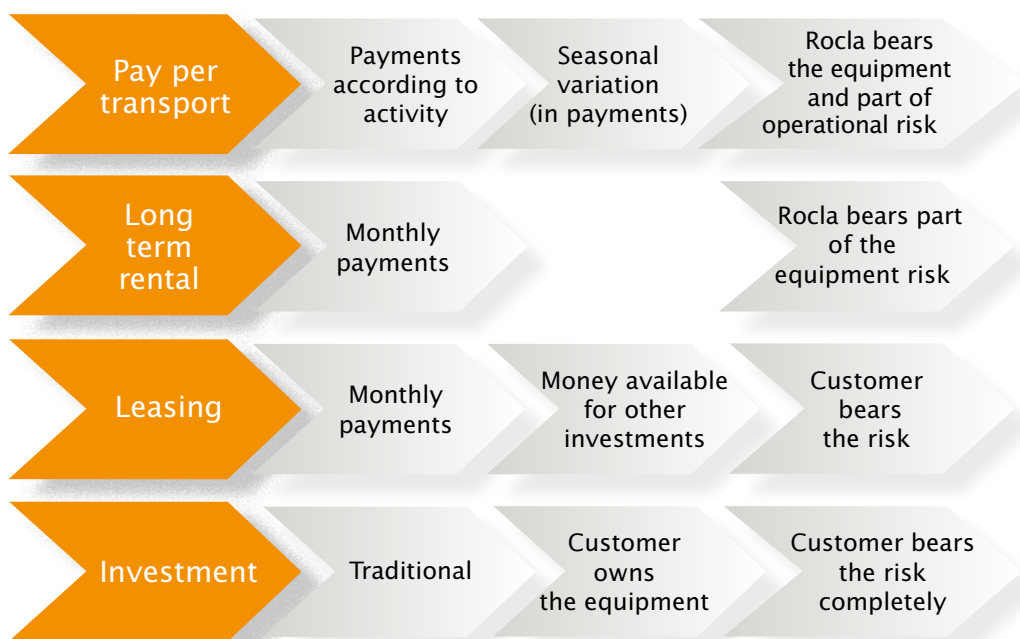 Pay per
transport
Payments
according to
activity
Seasonal
variation
(in payments)
Rocla bears
the equipment
and part of
operational risk
Long
term
rental
Monthly
payments
Rocla bears part
of the
equipment risk
Leasing
Monthly
payments
Money available
for other
investments
Customer
bears
the risk
Investment
Traditional
Customer
owns
the equipment
Customer bears
the risk
completely